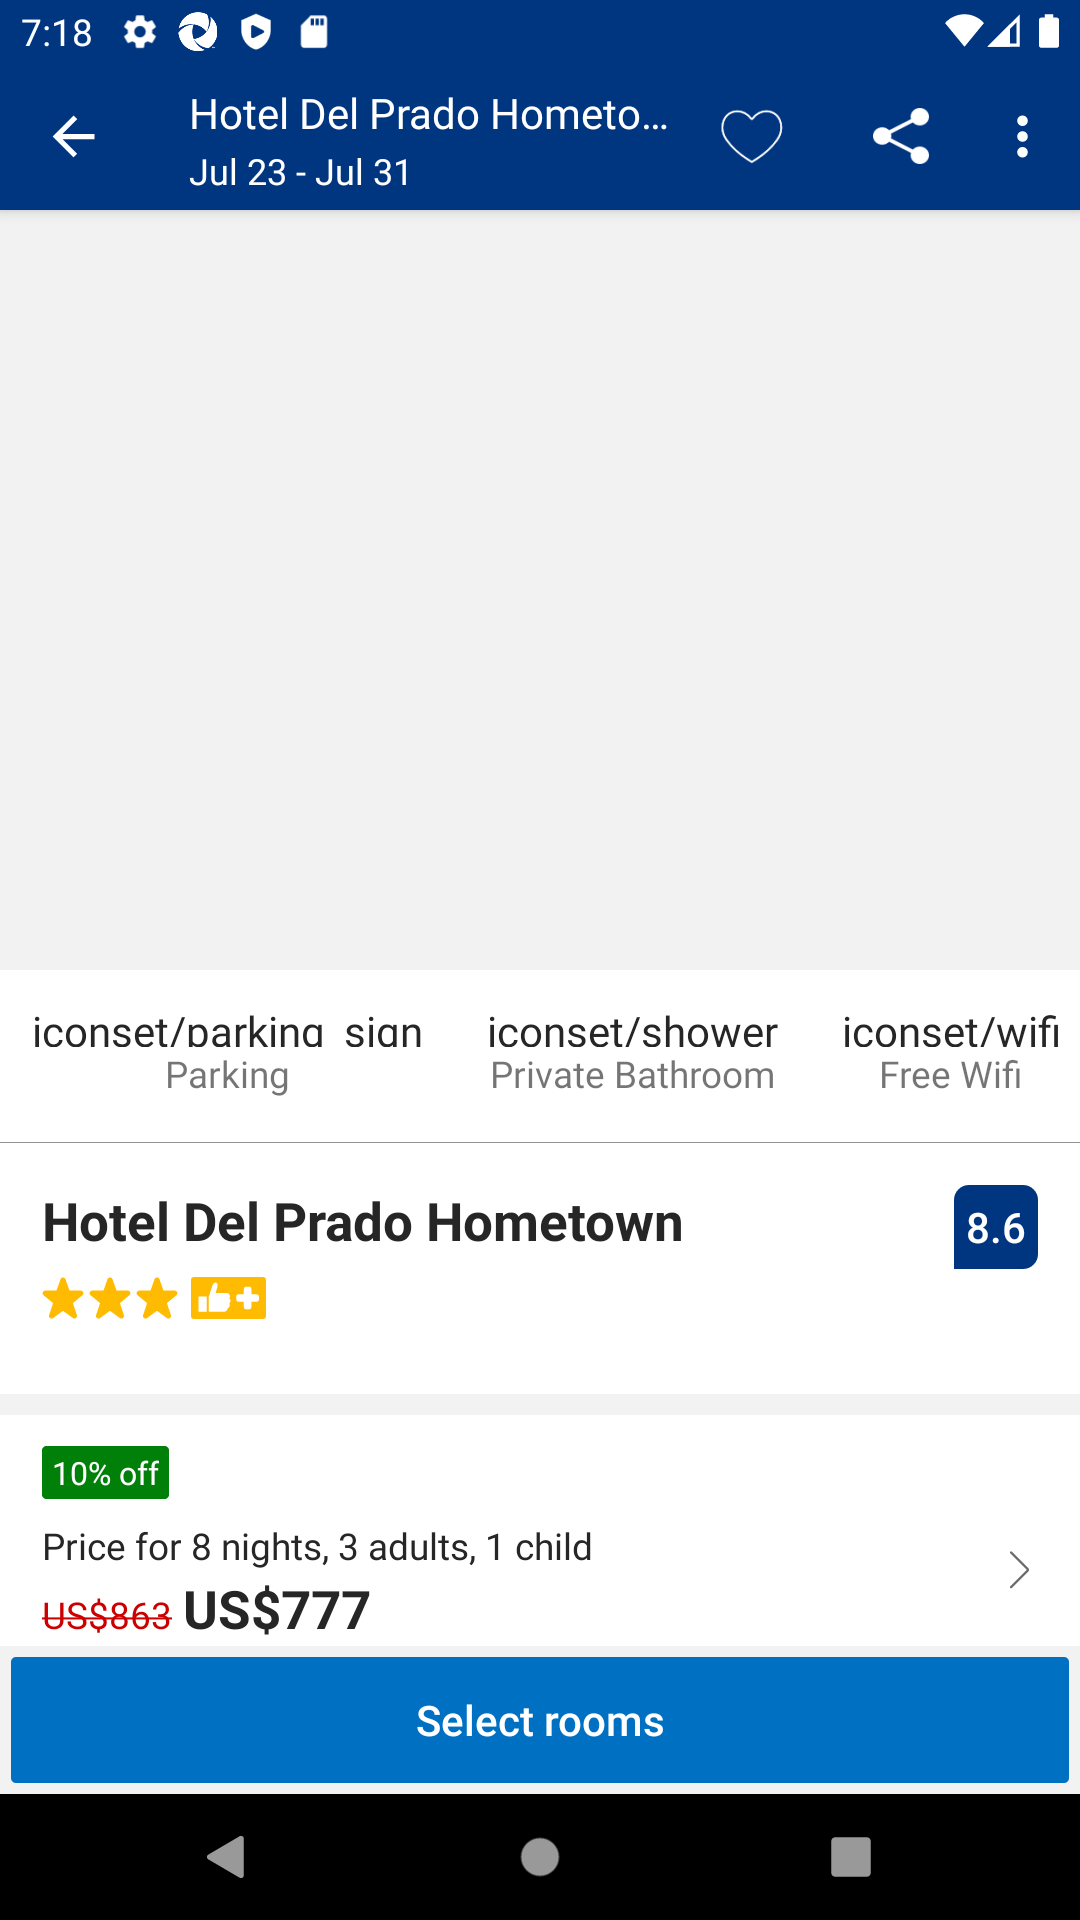 7:18
Hotel Del Prado Hometo...
Jul 23 - Jul 31
iconset/parking_sign
iconset/shower
iconset/wifi
Parking
Private Bathroom
Free Wifi
Hotel Del Prado Hometown
8.6
10% off
Price for 8 nights, 3 adults, 1 child
US$863 US$777
Select rooms